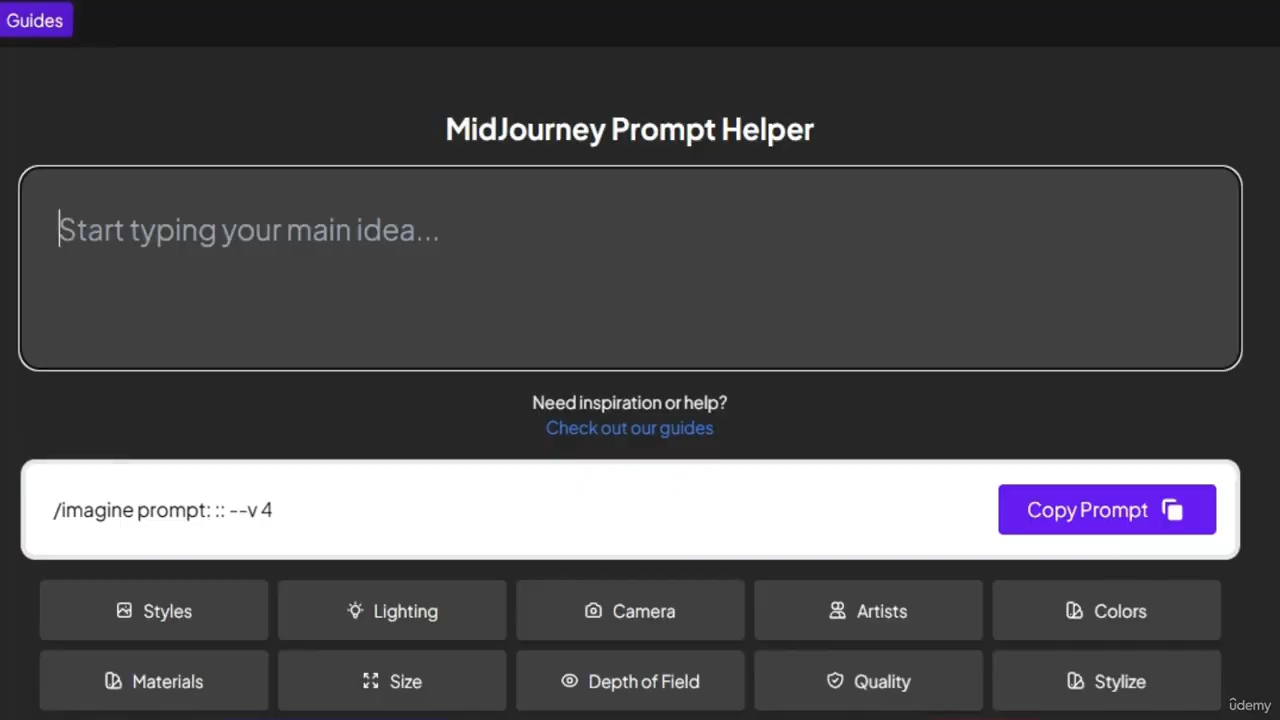 Guides
MidJourney Prompt Helper
Start typing your main idea...
Need inspiration or help?
Check out our guides
/imagine prompt: :: --v 4
Copy Prompt
Styles
Lighting
Camera
Artists
Colors
Materials
Size
Depth of Field
Quality
Stylize
ûdemy